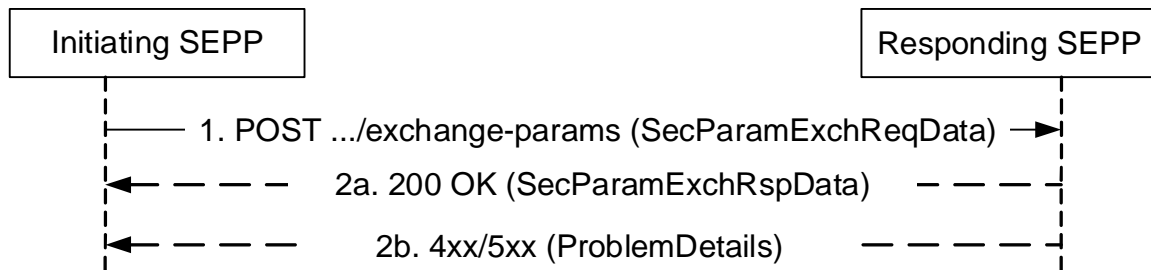 Initiating SEPP
Responding SEPP
1. POST .../exchange-params (SecParamExchReqData)
2a. 200 OK (SecParamExchRspData)
2b. 4xx/5xx (ProblemDetails)